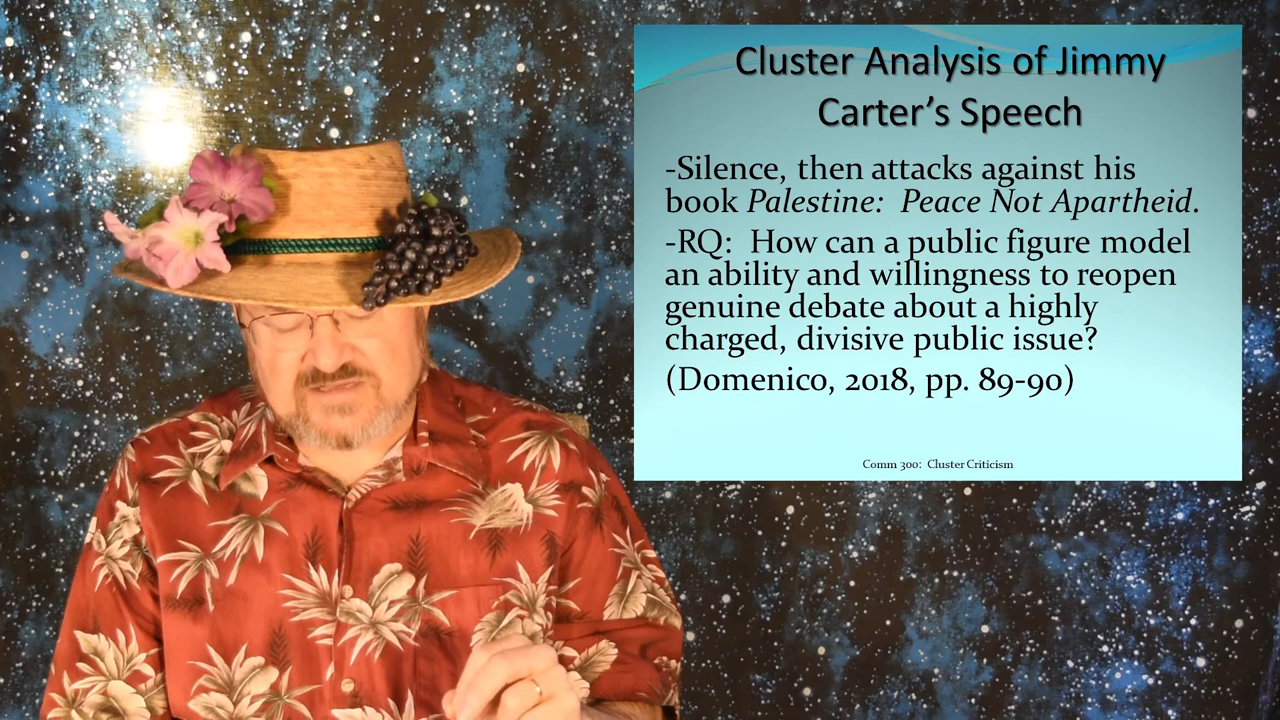 Cluster Analysis of Jimmy
Carter’s Speech
-Silence, then attacks against his
book Palestine:  Peace Not Apartheid.
-RQ:  How can a public figure model
an ability and willingness to reopen
genuine debate about a highly
charged, divisive public issue?
(Domenico, 2018, pp. 89-90)
Comm 300:  Cluster Criticism